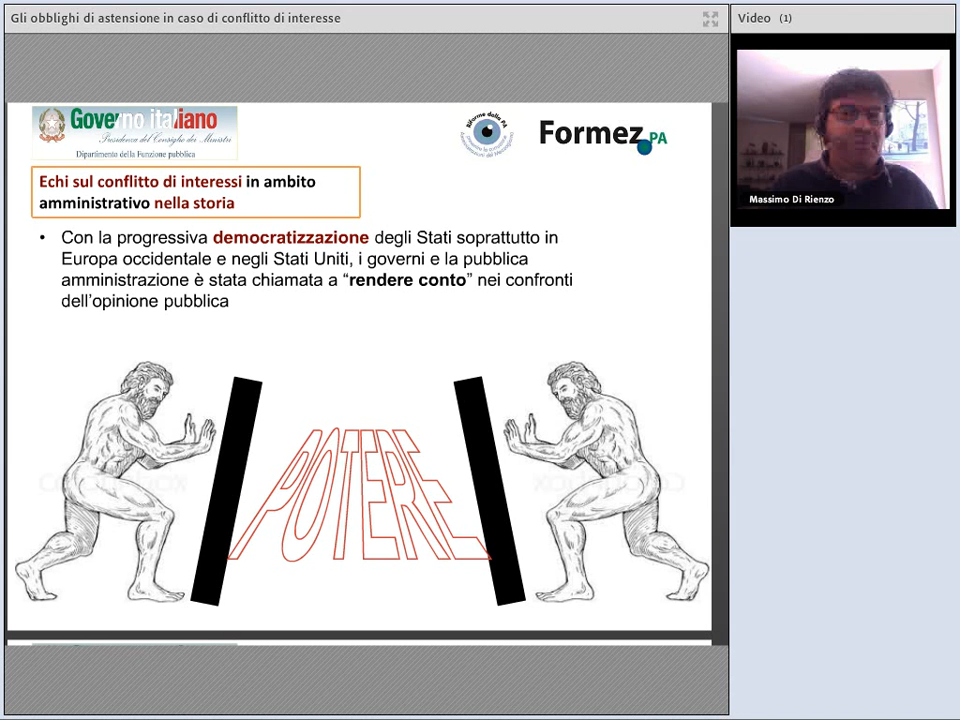 Gli obblighi di astensione in caso di conflitto di interesse
Video (1)
Governo italiano
Presidenza del Consiglio dei Ministri
Dipartimento della Funzione pubblica
Riforme della PA
Formez PA
Massimo Di Rienzo
Echi sul conflitto di interessi in ambito
amministrativo nella storia
• Con la progressiva democratizzazione degli Stati soprattutto in
Europa occidentale e negli Stati Uniti, i governi e la pubblica
amministrazione è stata chiamata a “rendere conto” nei confronti
dell’opinione pubblica
POTERE